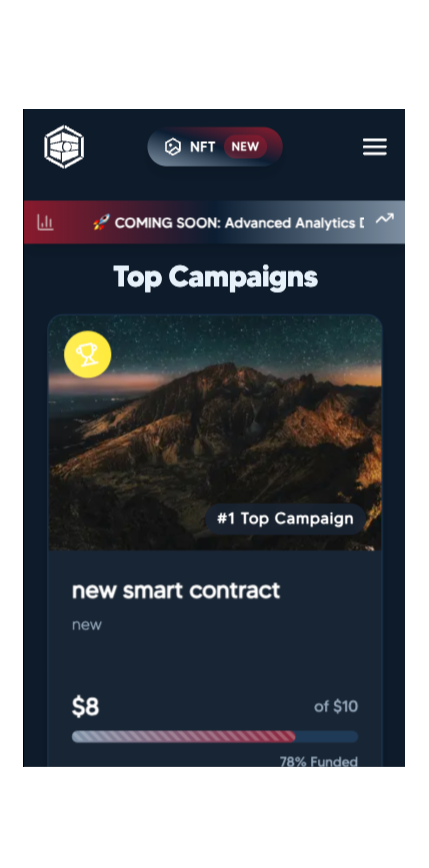 NFT NEW
🚀 COMING SOON: Advanced Analytics
Top Campaigns
#1 Top Campaign
new smart contract
new
$8
of $10
78% Funded